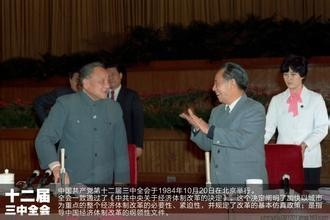 十二届
三中全会
中国共产党第十二届三中全会于1984年10月20日在北京举行。
全会一致通过了《中共中央关于经济体制改革的决定》。这个决定阐明了加快以城市
为重点的整个经济体制改革的必要性、紧迫性，并规定了改革的基本仿真政策，是指
导中国经济体制改革的纲领性文件。